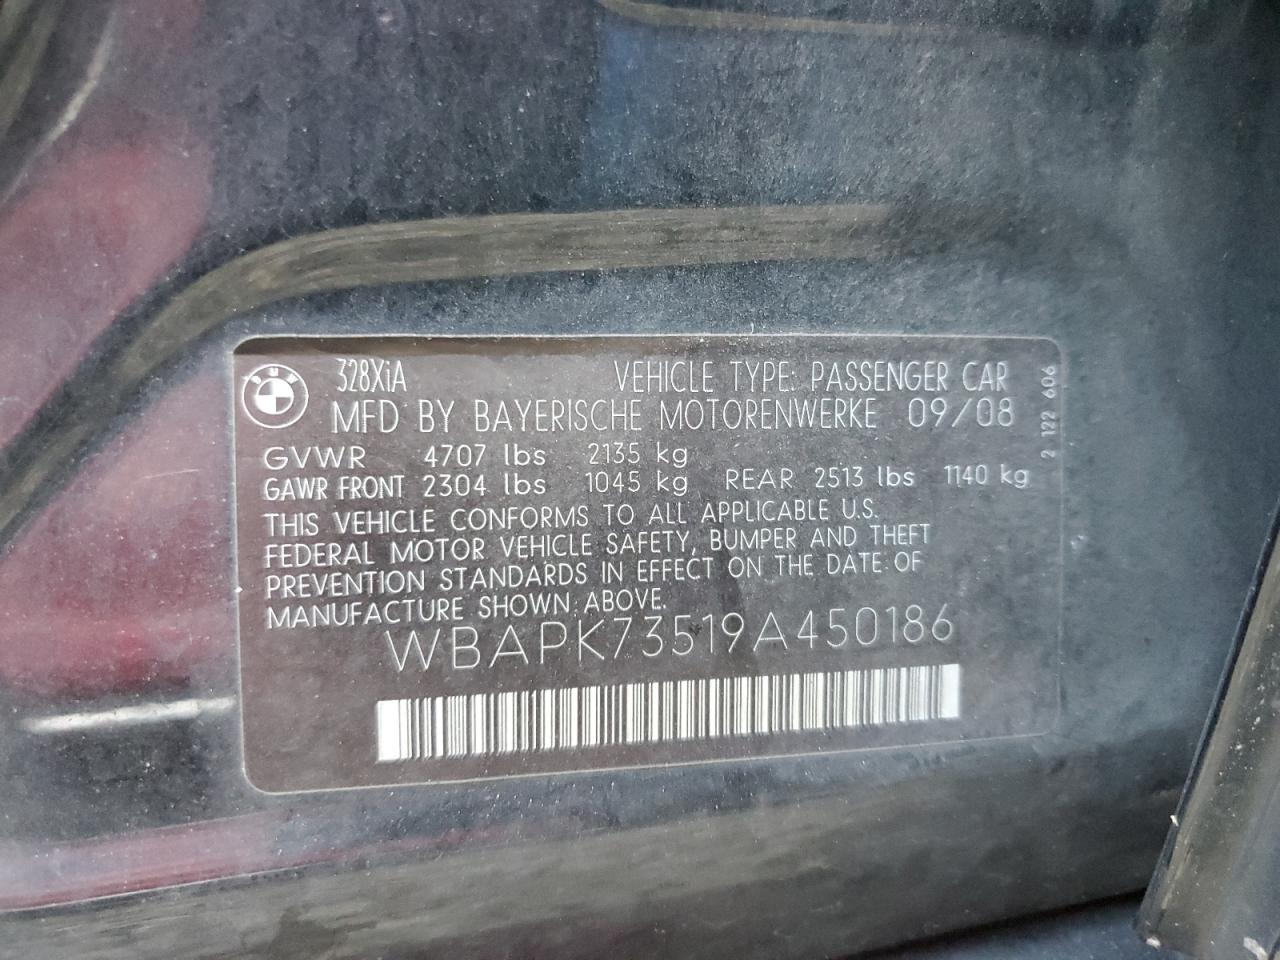 BMW
328XiA VEHICLE TYPE: PASSENGER CAR
MFD BY BAYERISCHE MOTORENWERKE 09/08
GVWR 4707 lbs 2135 kg
GAWR FRONT 2304 lbs 1045 kg REAR 2513 lbs 1140 kg
THIS VEHICLE CONFORMS TO ALL APPLICABLE U.S.
FEDERAL MOTOR VEHICLE SAFETY, BUMPER AND THEFT
PREVENTION STANDARDS IN EFFECT ON THE DATE OF
MANUFACTURE SHOWN ABOVE.
WBAPK73519A450186
2 122 606